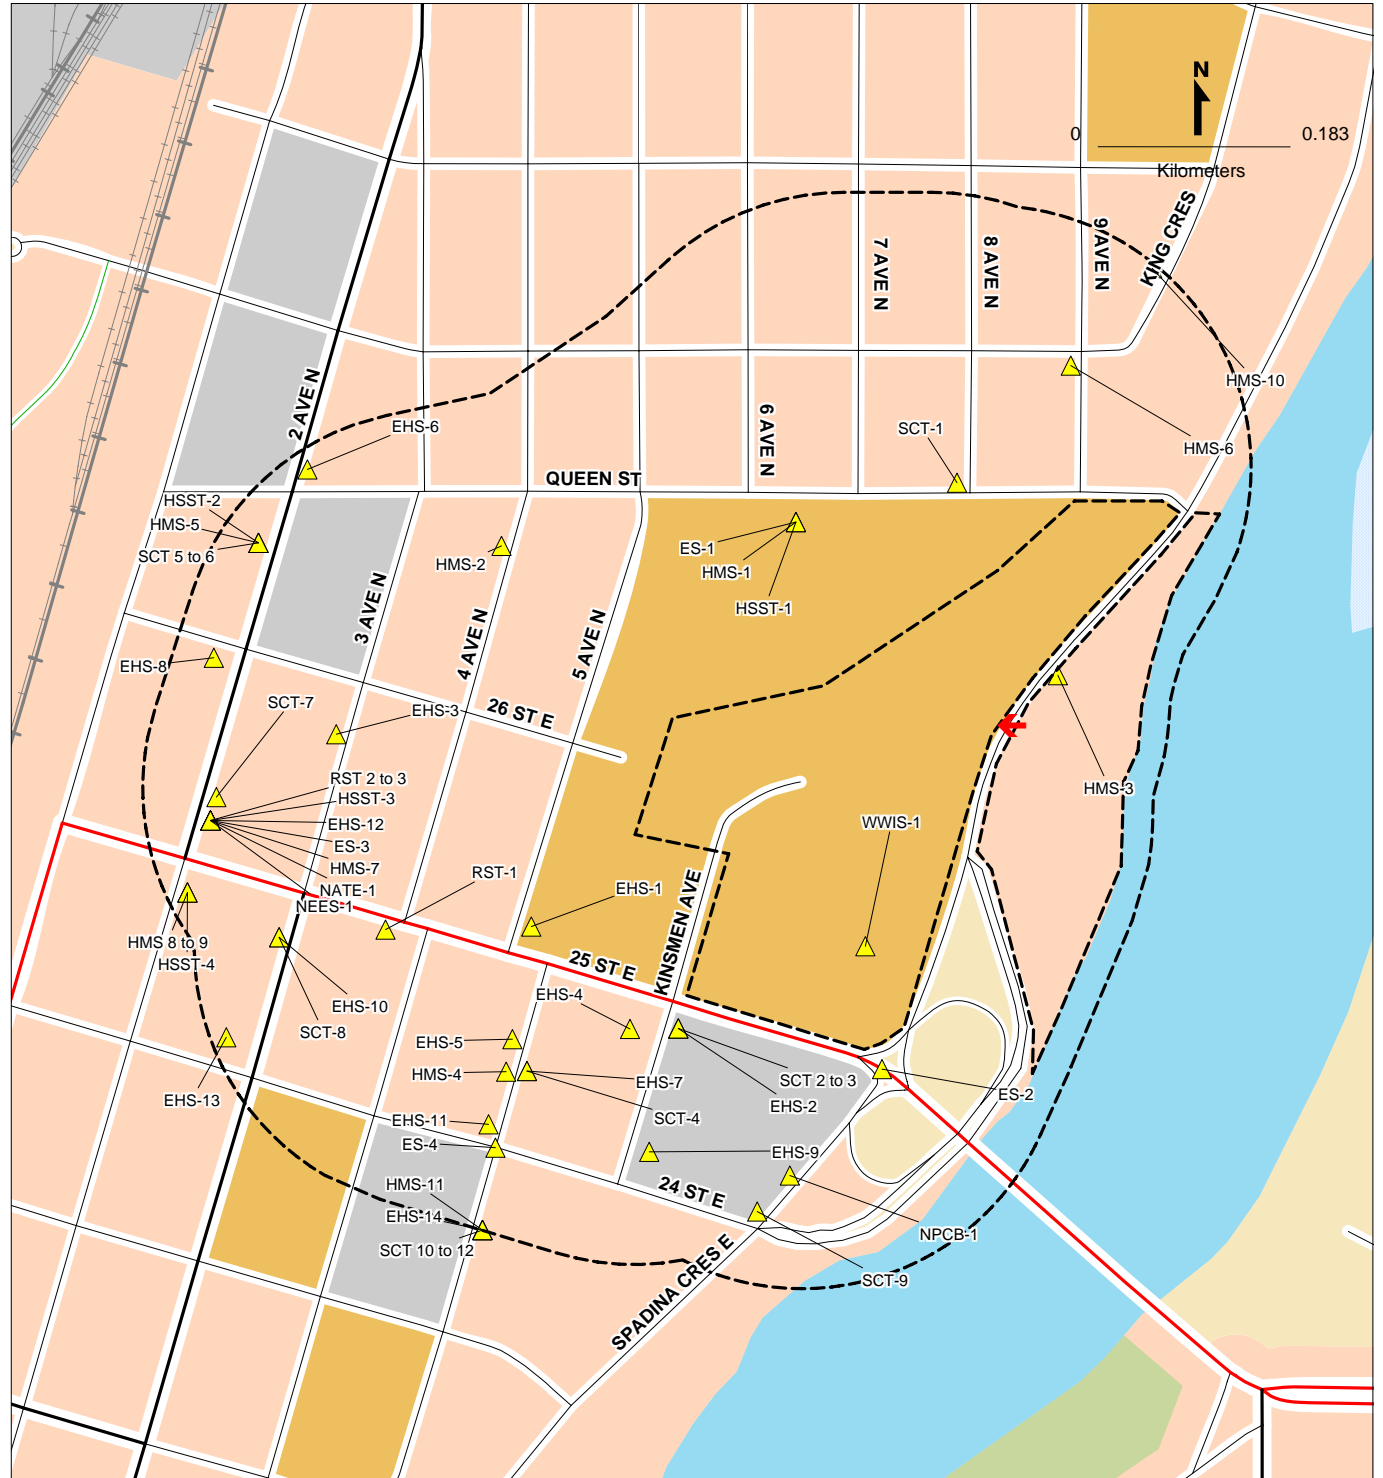 N
0
0.183
Kilometers
KING CRES
9 AVE N
8 AVE N
7 AVE N
HMS-10
2 AVE N
EHS-6
6 AVE N
SCT-1
HMS-6
QUEEN ST
HSST-2
HMS-5
SCT 5 to 6
HMS-2
ES-1
HMS-1
HSST-1
3 AVE N
4 AVE N
5 AVE N
EHS-8
SCT-7
EHS-3
26 ST E
RST 2 to 3
HSST-3
EHS-12
ES-3
HMS-7
NATE-1
NEES-1
HMS-3
WWIS-1
RST-1
EHS-1
KINSMEN AVE
HMS 8 to 9
HSST-4
25 ST E
EHS-10
SCT-8
EHS-4
EHS-5
HMS-4
EHS-7
SCT-4
SCT 2 to 3
EHS-2
ES-2
EHS-13
EHS-11
ES-4
EHS-9
HMS-11
EHS-14
SCT 10 to 12
24 ST E
NPCB-1
SCT-9
SPADINA CRES E